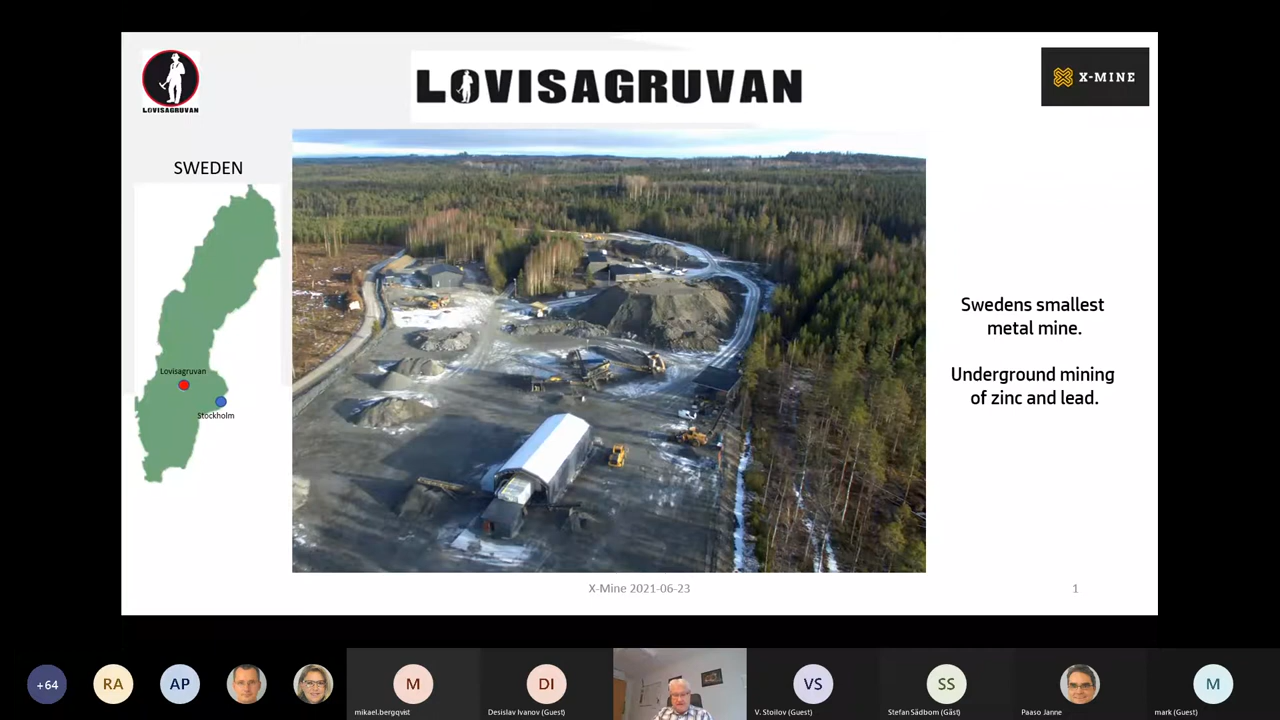 LOVISAGRUVAN
LOVISAGRUVAN
X-MINE
SWEDEN
Lovisagruvan
Stockholm
Swedens smallest
metal mine.
Underground mining
of zinc and lead.
X-Mine 2021-06-23
1
+64
RA
AP
M
mikael.bergqvist
DI
Desislav Ivanov (Guest)
VS
V. Stoilov (Guest)
SS
Stefan Sädbom (Gäst)
Paaso Janne
M
mark (Guest)